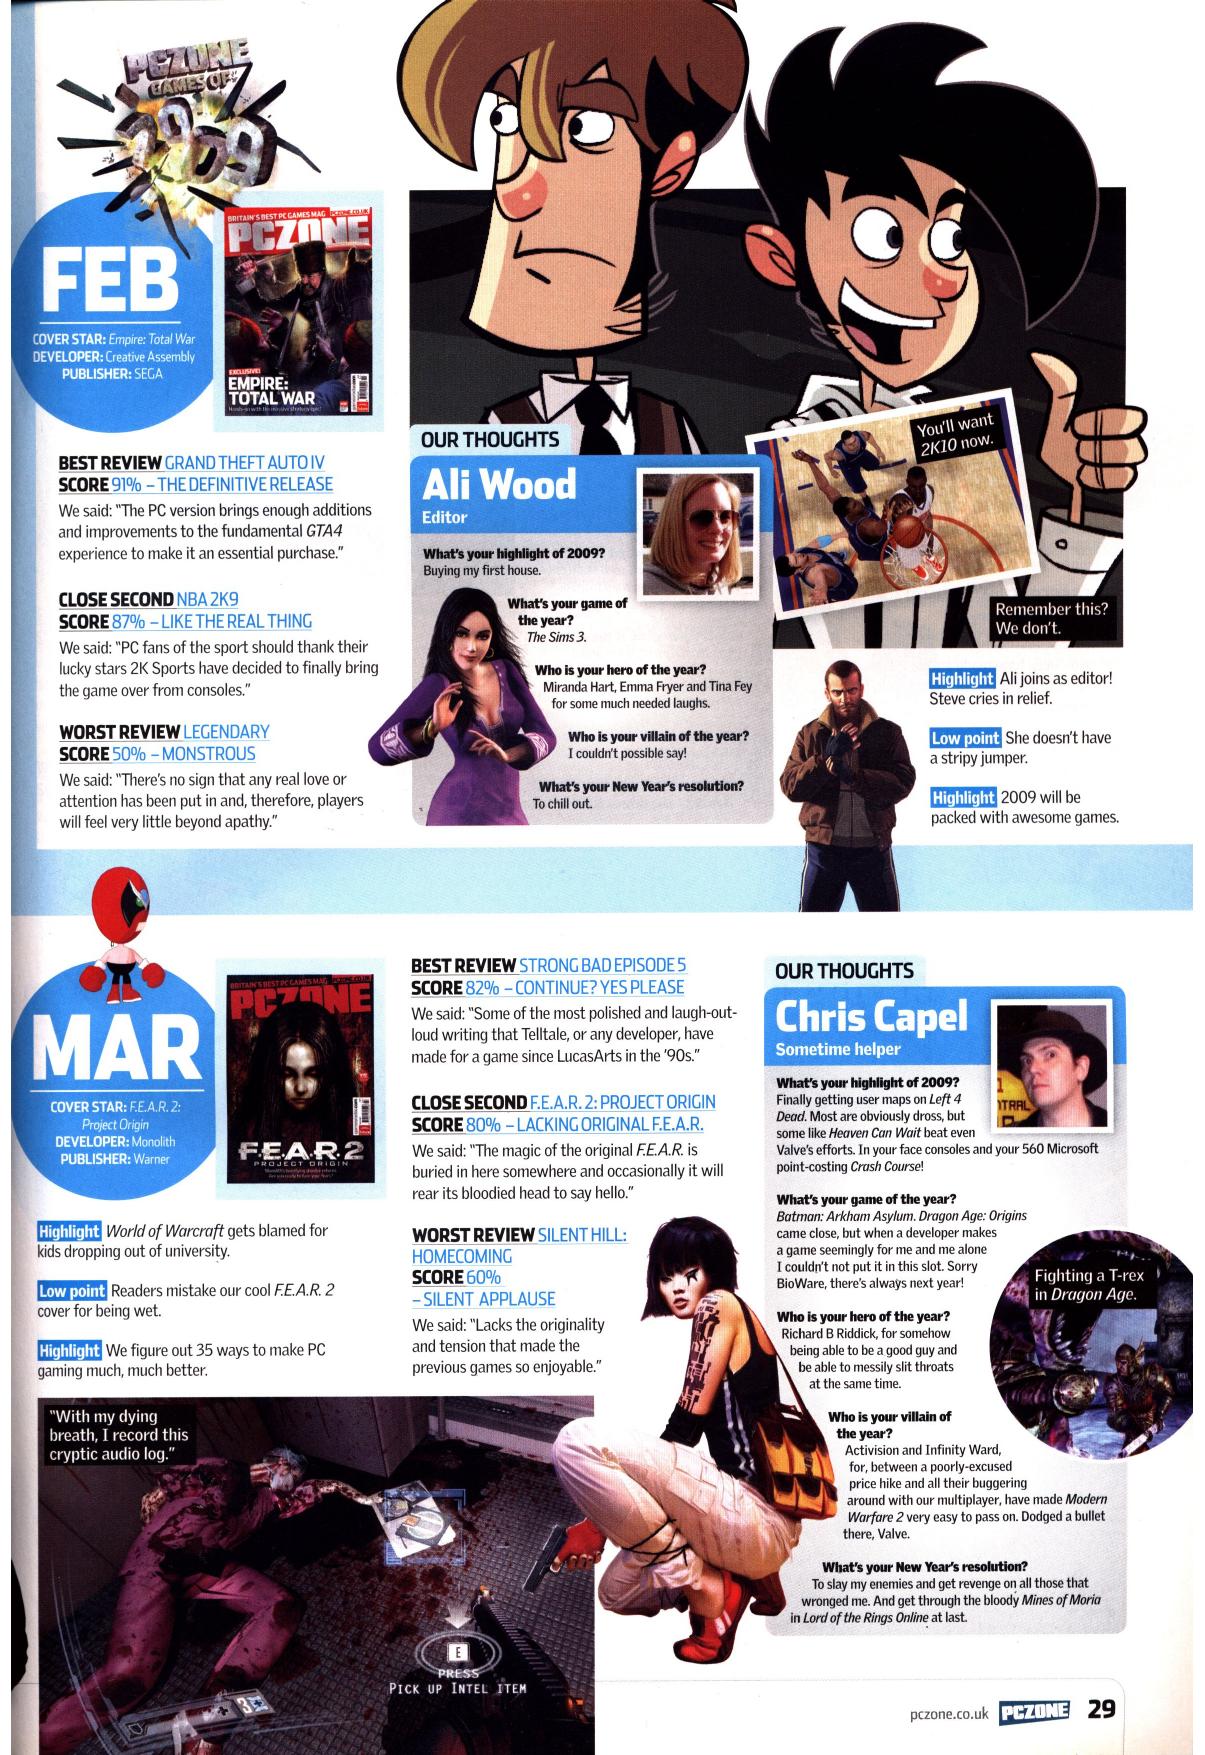 PCZONE
GAMES OF
2009
FEB
COVER STAR: Empire: Total War
DEVELOPER: Creative Assembly
PUBLISHER: SEGA
BRITAIN'S BEST PC GAMES MAG
PCZONE.CO.UK
PCZONE
EXCLUSIVE!
EMPIRE:
TOTAL WAR
BEST REVIEW GRAND THEFT AUTO IV
SCORE 91% – THE DEFINITIVE RELEASE
We said: "The PC version brings enough additions
and improvements to the fundamental GTA4
experience to make it an essential purchase."
CLOSE SECOND NBA 2K9
SCORE 87% – LIKE THE REAL THING
We said: "PC fans of the sport should thank their
lucky stars 2K Sports have decided to finally bring
the game over from consoles."
WORST REVIEW LEGENDARY
SCORE 50% – MONSTROUS
We said: "There's no sign that any real love or
attention has been put in and, therefore, players
will feel very little beyond apathy."
OUR THOUGHTS
Ali Wood
Editor
What's your highlight of 2009?
Buying my first house.
What's your game of
the year?
The Sims 3.
Who is your hero of the year?
Miranda Hart, Emma Fryer and Tina Fey
for some much needed laughs.
Who is your villain of the year?
I couldn't possible say!
What's your New Year's resolution?
To chill out.
You'll want
2K10 now.
Remember this?
We don't.
Highlight Ali joins as editor!
Steve cries in relief.
Low point She doesn't have
a stripy jumper.
Highlight 2009 will be
packed with awesome games.
MAR
COVER STAR: F.E.A.R. 2:
Project Origin
DEVELOPER: Monolith
PUBLISHER: Warner
BRITAIN'S BEST PC GAMES MAG
PCZONE.CO.UK
PCZONE
F.E.A.R.2
PROJECT ORIGIN
Highlight World of Warcraft gets blamed for
kids dropping out of university.
Low point Readers mistake our cool F.E.A.R. 2
cover for being wet.
Highlight We figure out 35 ways to make PC
gaming much, much better.
BEST REVIEW STRONG BAD EPISODE 5
SCORE 82% – CONTINUE? YES PLEASE
We said: "Some of the most polished and laugh-out-
loud writing that Telltale, or any developer, have
made for a game since LucasArts in the '90s."
CLOSE SECOND F.E.A.R. 2: PROJECT ORIGIN
SCORE 80% – LACKING ORIGINAL F.E.A.R.
We said: "The magic of the original F.E.A.R. is
buried in here somewhere and occasionally it will
rear its bloodied head to say hello."
WORST REVIEW SILENT HILL:
HOMECOMING
SCORE 60%
– SILENT APPLAUSE
We said: "Lacks the originality
and tension that made the
previous games so enjoyable."
OUR THOUGHTS
Chris Capel
Sometime helper
What's your highlight of 2009?
Finally getting user maps on Left 4
Dead. Most are obviously dross, but
some like Heaven Can Wait beat even
Valve's efforts. In your face consoles and your 560 Microsoft
point-costing Crash Course!
What's your game of the year?
Batman: Arkham Asylum. Dragon Age: Origins
came close, but when a developer makes
a game seemingly for me and me alone
I couldn't not put it in this slot. Sorry
BioWare, there's always next year!
Who is your hero of the year?
Richard B Riddick, for somehow
being able to be a good guy and
be able to messily slit throats
at the same time.
Who is your villain of
the year?
Activision and Infinity Ward,
for, between a poorly-excused
price hike and all their buggering
around with our multiplayer, have made Modern
Warfare 2 very easy to pass on. Dodged a bullet
there, Valve.
What's your New Year's resolution?
To slay my enemies and get revenge on all those that
wronged me. And get through the bloody Mines of Moria
in Lord of the Rings Online at last.
Fighting a T-rex
in Dragon Age.
"With my dying
breath, I record this
cryptic audio log."
E
PRESS
PICK UP INTEL ITEM
pczone.co.uk PCZONE 29